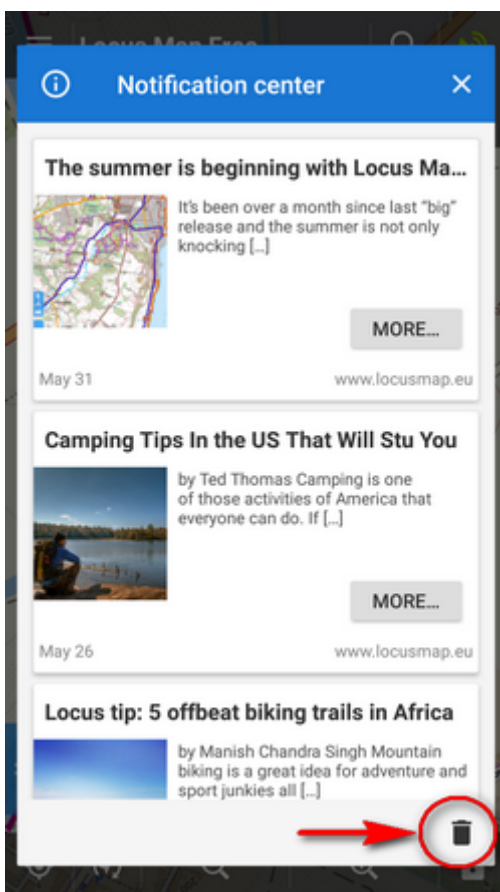 Locus Map Free
Notification center
The summer is beginning with Locus Ma...
It's been over a month since last "big"
release and the summer is not only
knocking [...]
MORE...
May 31
www.locusmap.eu
Camping Tips In the US That Will Stu You
by Ted Thomas Camping is one
of those activities of America that
everyone can do. If [...]
MORE...
May 26
www.locusmap.eu
Locus tip: 5 offbeat biking trails in Africa
by Manish Chandra Singh Mountain
biking is a great idea for adventure and
sport junkies all [...]